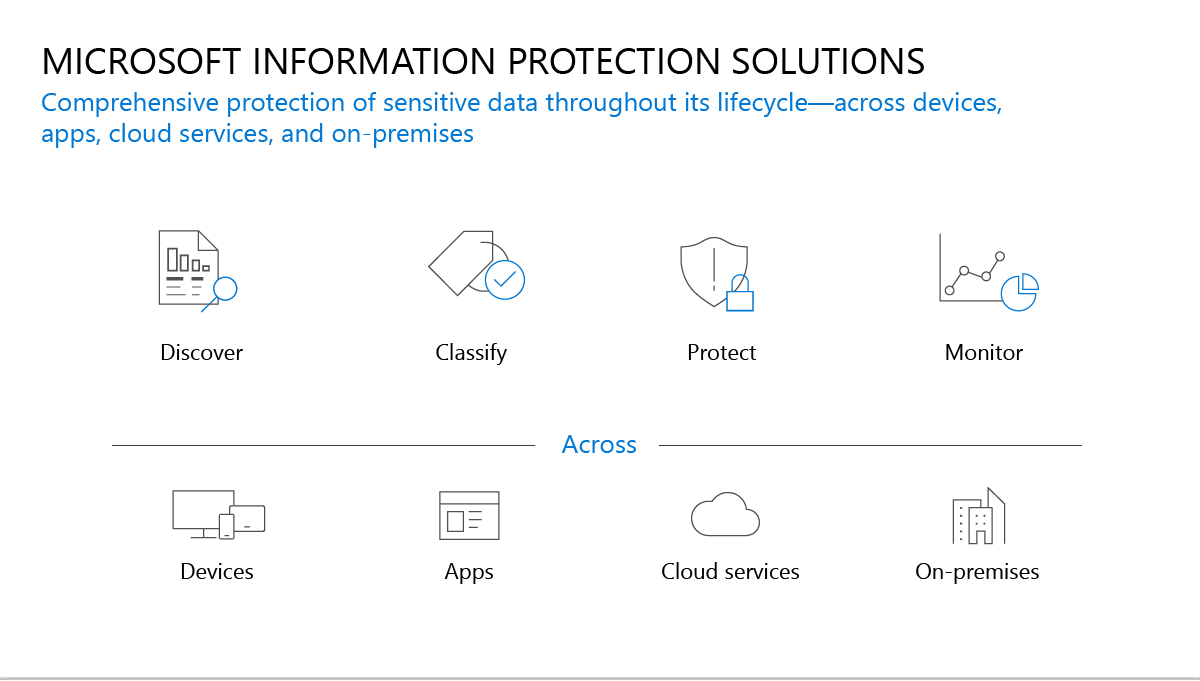 MICROSOFT INFORMATION PROTECTION SOLUTIONS
Comprehensive protection of sensitive data throughout its lifecycle—across devices,
apps, cloud services, and on-premises
Discover
Classify
Protect
Monitor
Across
Devices
Apps
Cloud services
On-premises